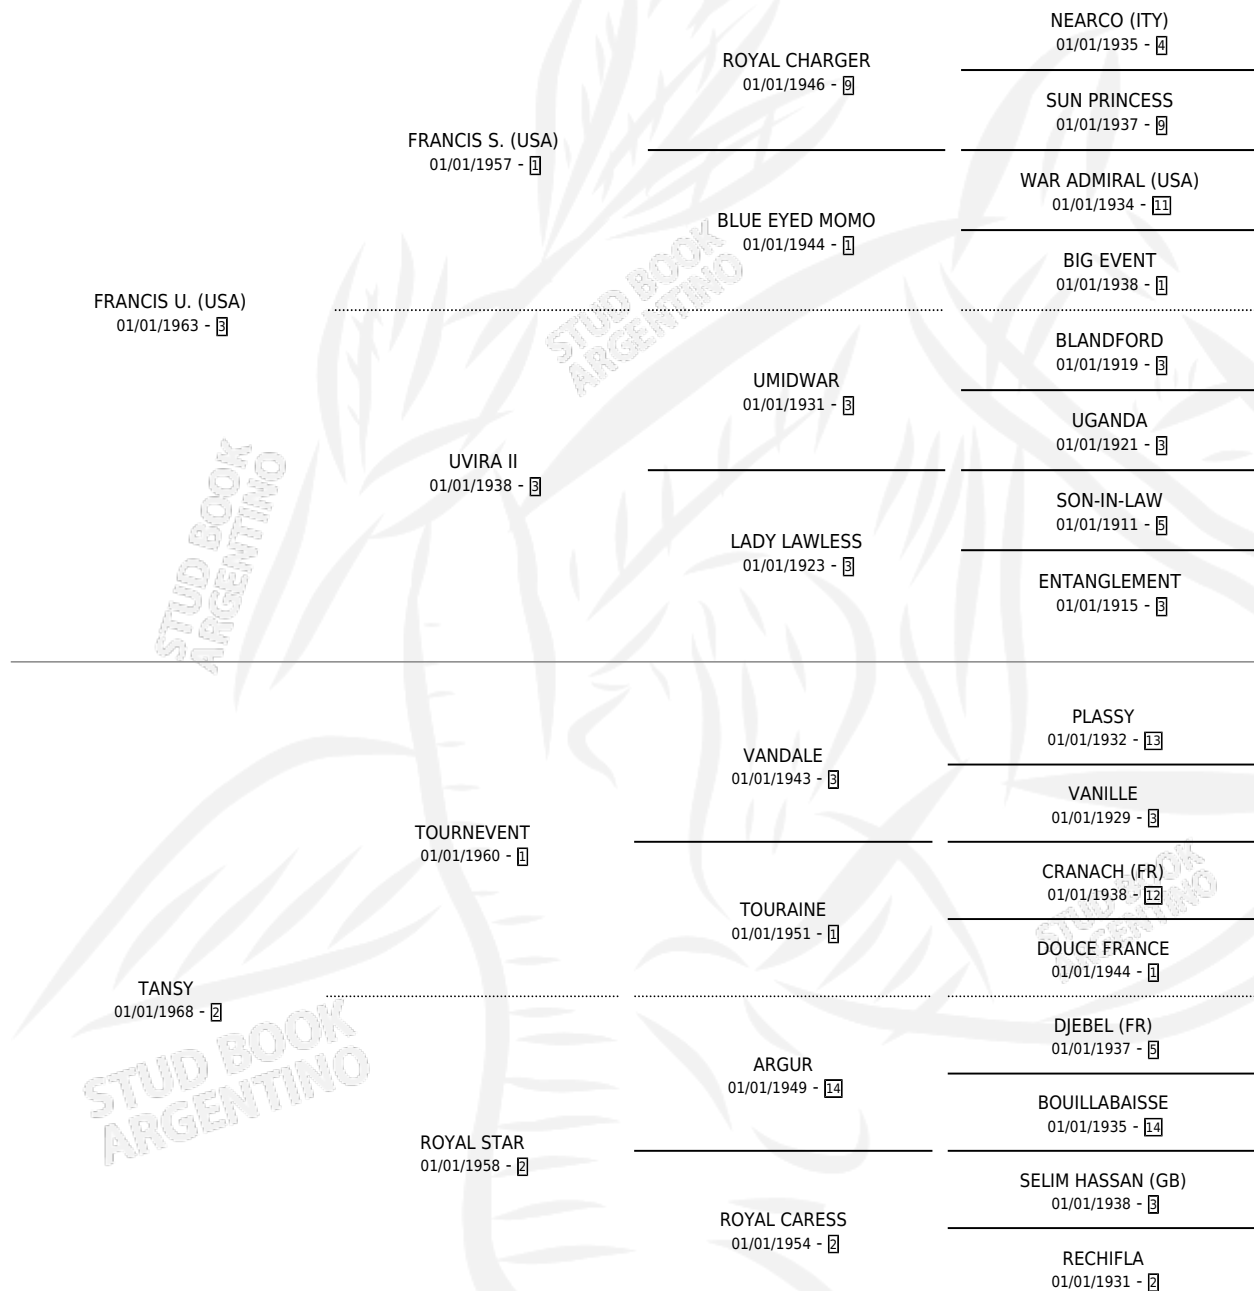 NEARCO (ITY)
01/01/1935 - 4
ROYAL CHARGER
01/01/1946 - 9
SUN PRINCESS
01/01/1937 - 9
FRANCIS S. (USA)
01/01/1957 - 1
WAR ADMIRAL (USA)
01/01/1934 - 11
BLUE EYED MOMO
01/01/1944 - 1
BIG EVENT
01/01/1938 - 1
FRANCIS U. (USA)
01/01/1963 - 3
BLANDFORD
01/01/1919 - 3
UMIDWAR
01/01/1931 - 3
UGANDA
01/01/1921 - 3
UVIRA II
01/01/1938 - 3
SON-IN-LAW
01/01/1911 - 5
LADY LAWLESS
01/01/1923 - 3
ENTANGLEMENT
01/01/1915 - 3
PLASSY
01/01/1932 - 13
VANDALE
01/01/1943 - 3
VANILLE
01/01/1929 - 3
TOURNEVENT
01/01/1960 - 1
CRANACH (FR)
01/01/1938 - 12
TOURAINE
01/01/1951 - 1
DOUCE FRANCE
01/01/1944 - 1
TANSY
01/01/1968 - 2
DJEBEL (FR)
01/01/1937 - 5
ARGUR
01/01/1949 - 14
BOUILLABAISSE
01/01/1935 - 14
ROYAL STAR
01/01/1958 - 2
SELIM HASSAN (GB)
01/01/1938 - 3
ROYAL CARESS
01/01/1954 - 2
RECHIFLA
01/01/1931 - 2
STUD BOOK
ARGENTINO
STUD BOOK
ARGENTINO
STUD BOOK
ARGENTINO
STUD BOOK
ARGENTINO